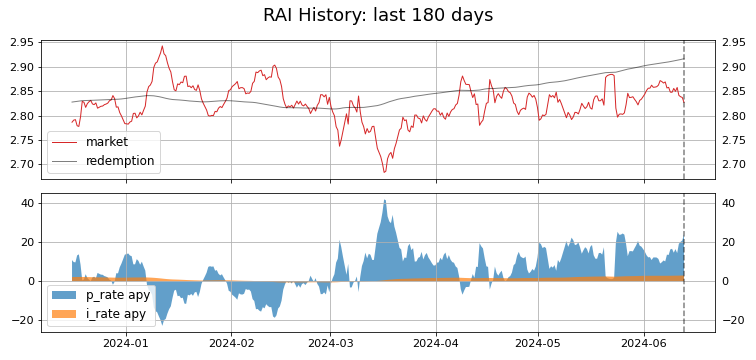 RAI History: last 180 days
2.95 2.95
2.90 2.90
2.85 2.85
2.80 2.80
2.75 2.75
2.70 2.70
market
redemption
40 40
20 20
0 0
−20 −20
p_rate apy
i_rate apy
2024-01 2024-02 2024-03 2024-04 2024-05 2024-06